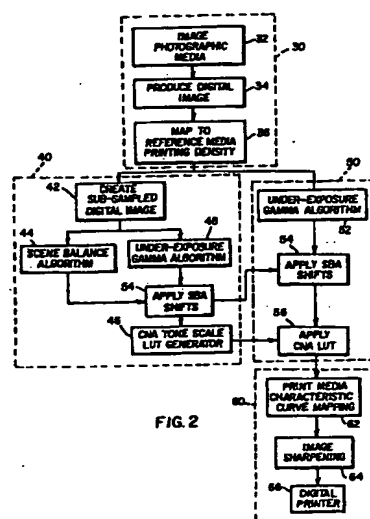 IMAGE
PHOTOGRAPHIC
MEDIA
32
30
PRODUCE DIGITAL
IMAGE
34
MAP TO
REFERENCE MEDIA
PRINTING DENSITY
36
40
42
CREATE
SUB-SAMPLED
DIGITAL IMAGE
44
SCENE BALANCE
ALGORITHM
48
UNDER-EXPOSURE
GAMMA ALGORITHM
54
APPLY SBA
SHIFTS
46
CNA TONE SCALE
LUT GENERATOR
50
UNDER-EXPOSURE
GAMMA ALGORITHM
52
54
APPLY SBA
SHIFTS
56
APPLY
CNA LUT
60
PRINT MEDIA
CHARACTERISTIC
CURVE MAPPING
62
IMAGE
SHARPENING
64
66
DIGITAL
PRINTER
FIG. 2